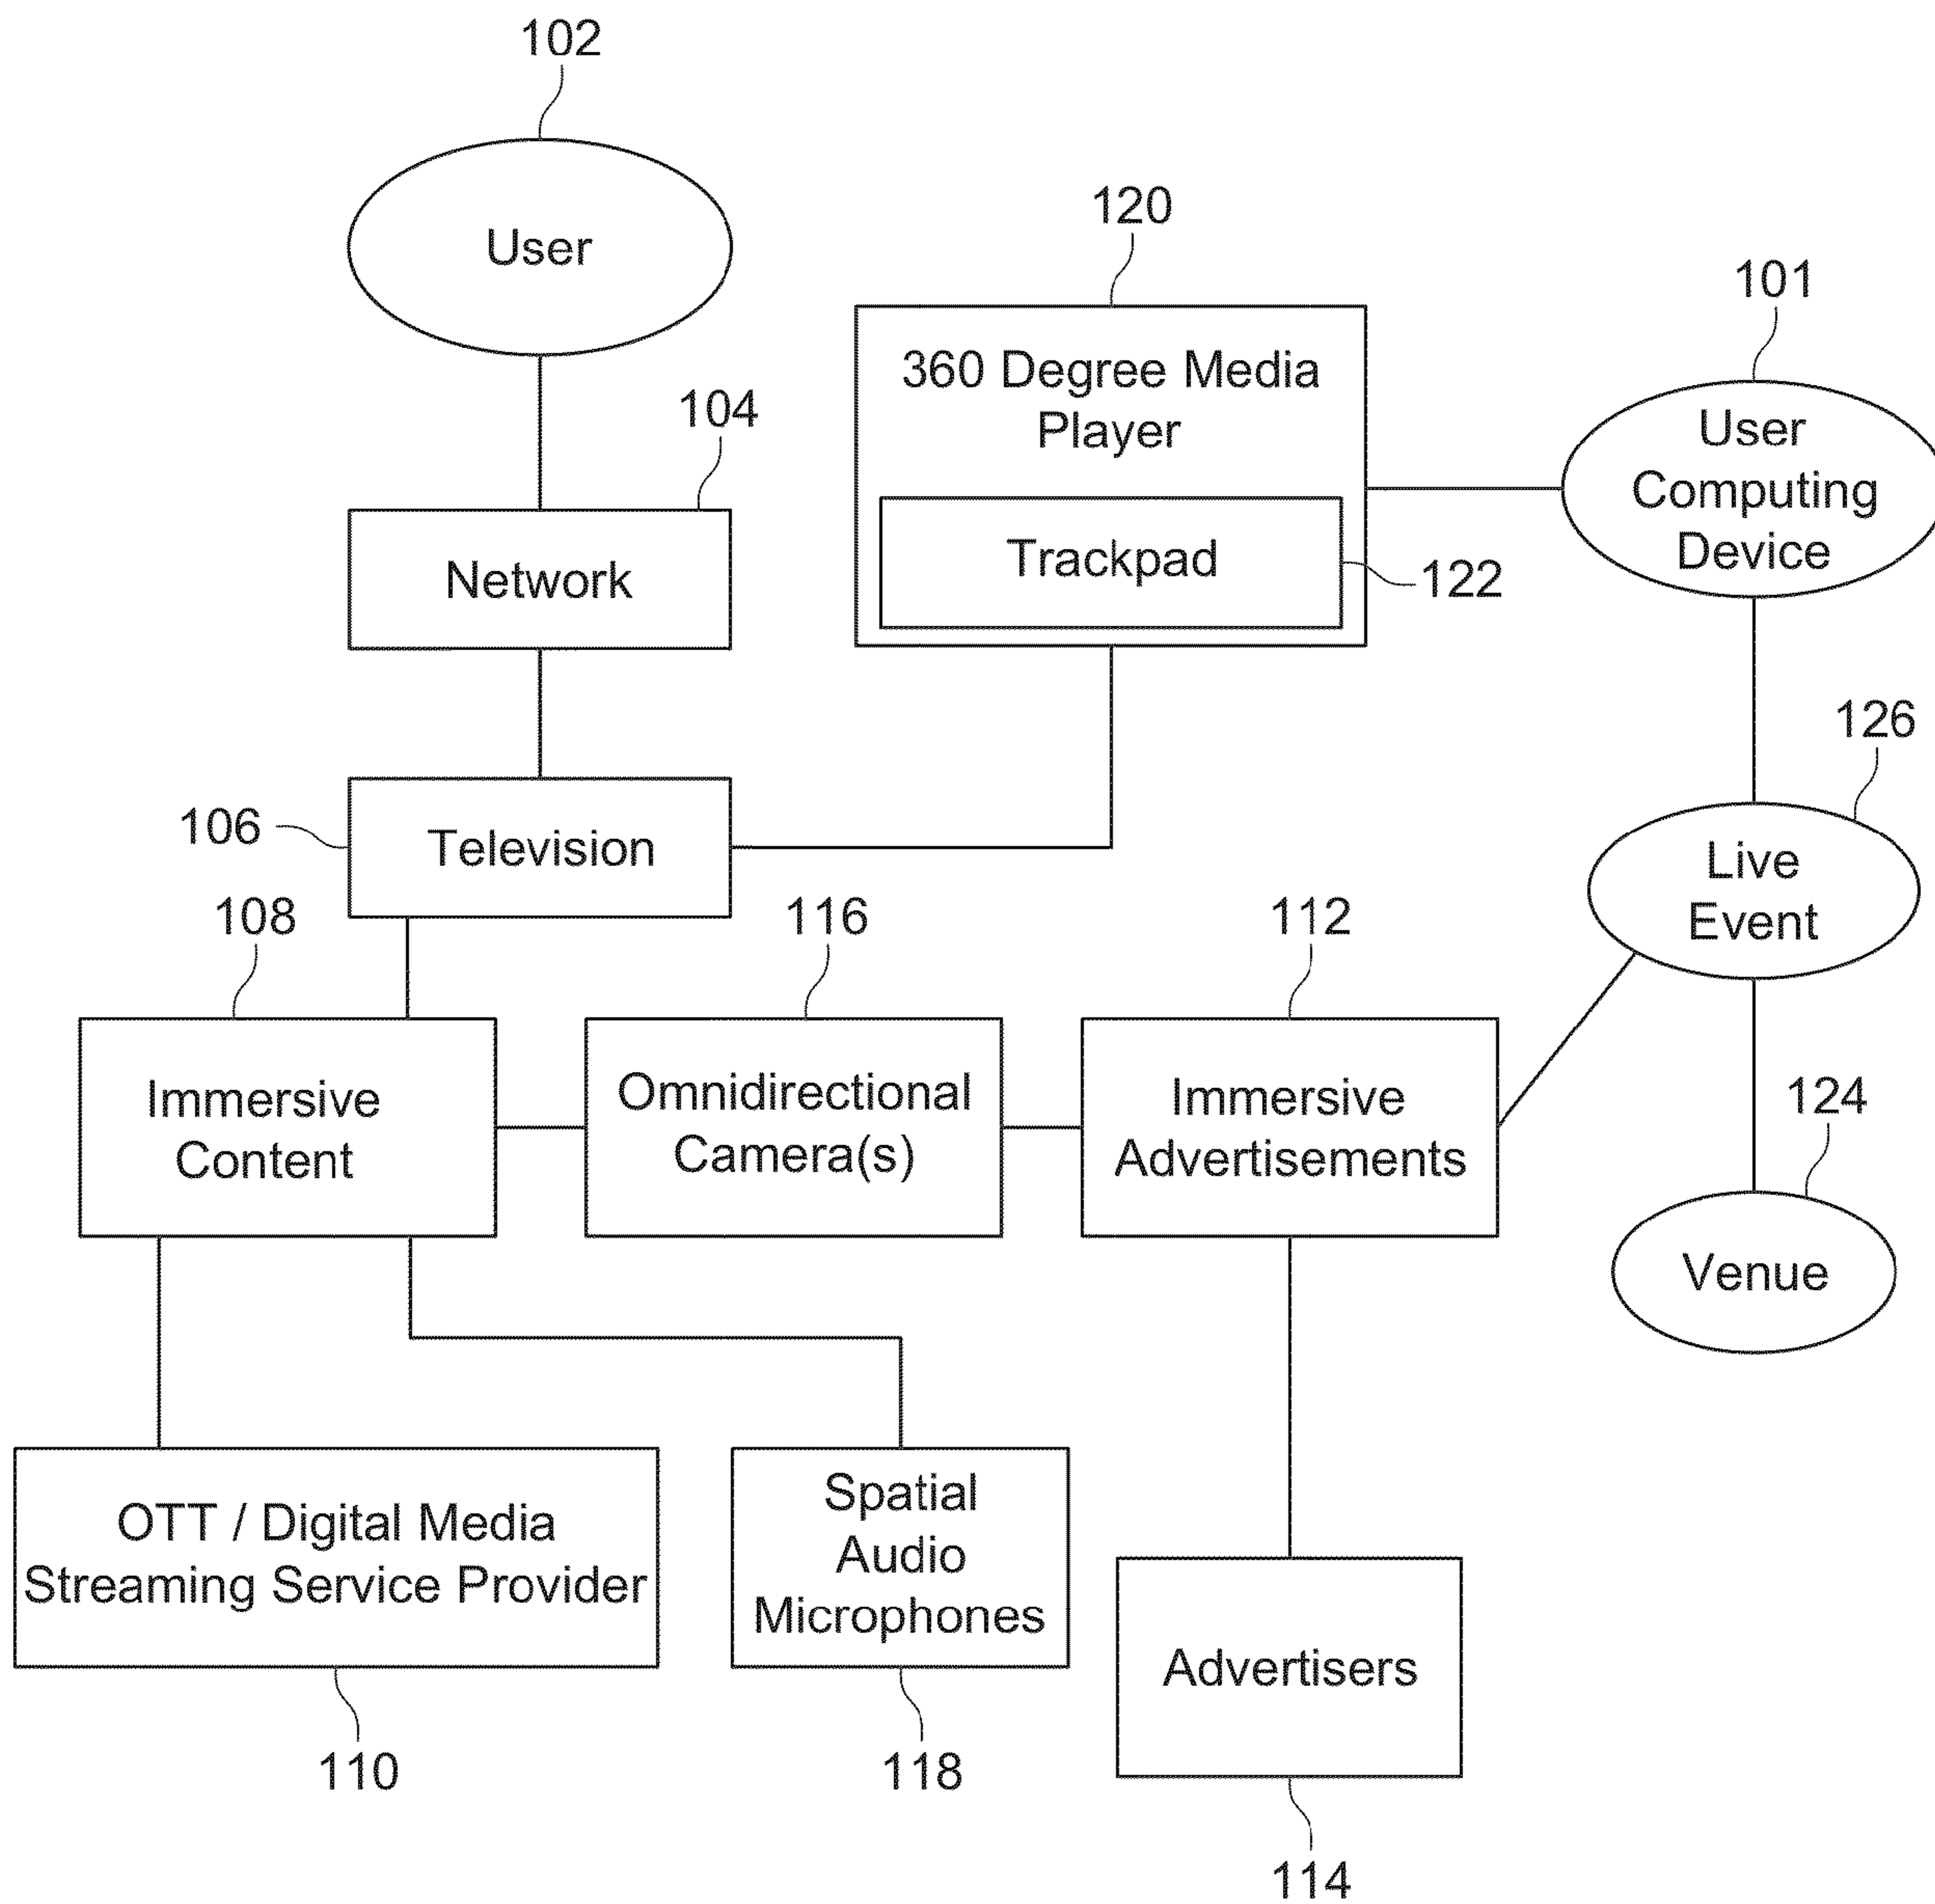 102
User
120
101
360 Degree Media
Player
104
User
Computing
Device
Network
Trackpad
122
126
106
Television
Live
Event
108
116
112
124
Immersive
Content
Omnidirectional
Camera(s)
Immersive
Advertisements
Venue
OTT / Digital Media
Streaming Service Provider
Spatial
Audio
Microphones
Advertisers
110
118
114